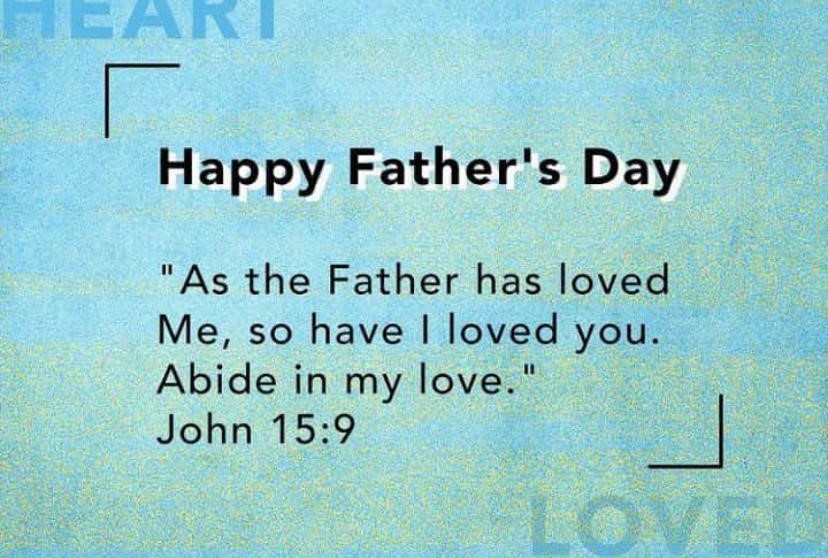 HEART
Happy Father's Day
"As the Father has loved
Me, so have I loved you.
Abide in my love."
John 15:9
LOVED